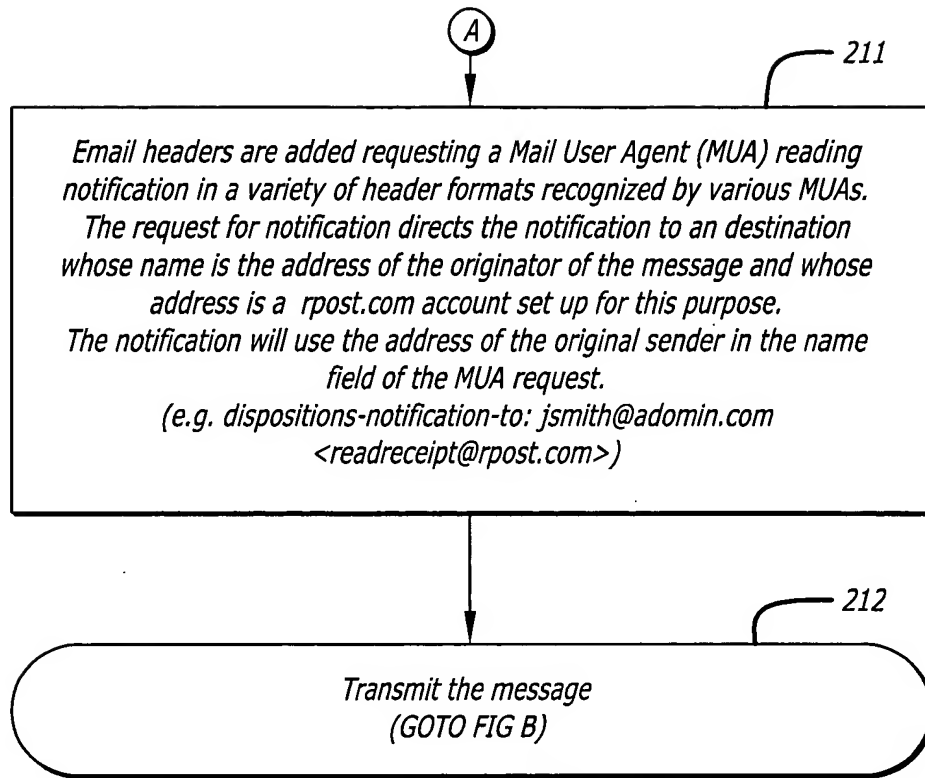 A
211
Email headers are added requesting a Mail User Agent (MUA) reading
notification in a variety of header formats recognized by various MUAs.
The request for notification directs the notification to an destination
whose name is the address of the originator of the message and whose
address is a rpost.com account set up for this purpose.
The notification will use the address of the original sender in the name
field of the MUA request.
(e.g. dispositions-notification-to: jsmith@adomin.com
<readreceipt@rpost.com>)
212
Transmit the message
(GOTO FIG B)